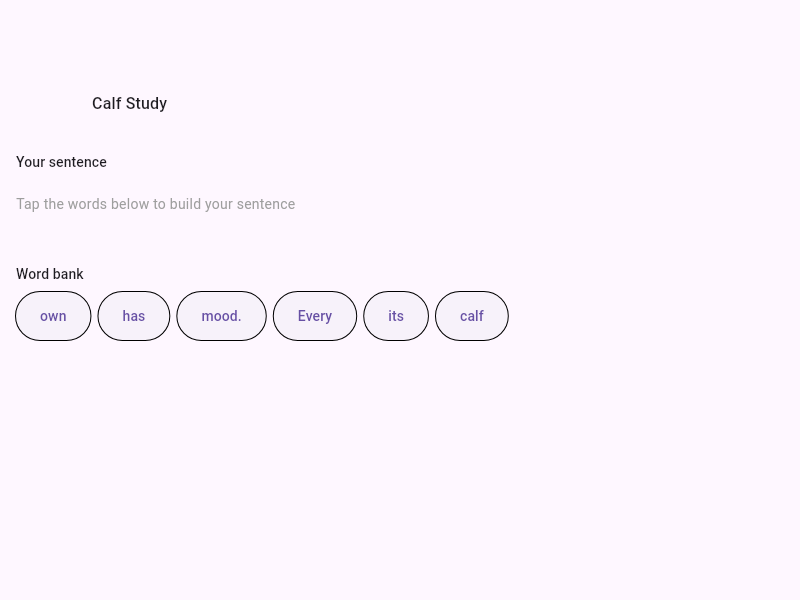 Calf Study
Your sentence
Tap the words below to build your sentence
Word bank
own has mood. Every its calf